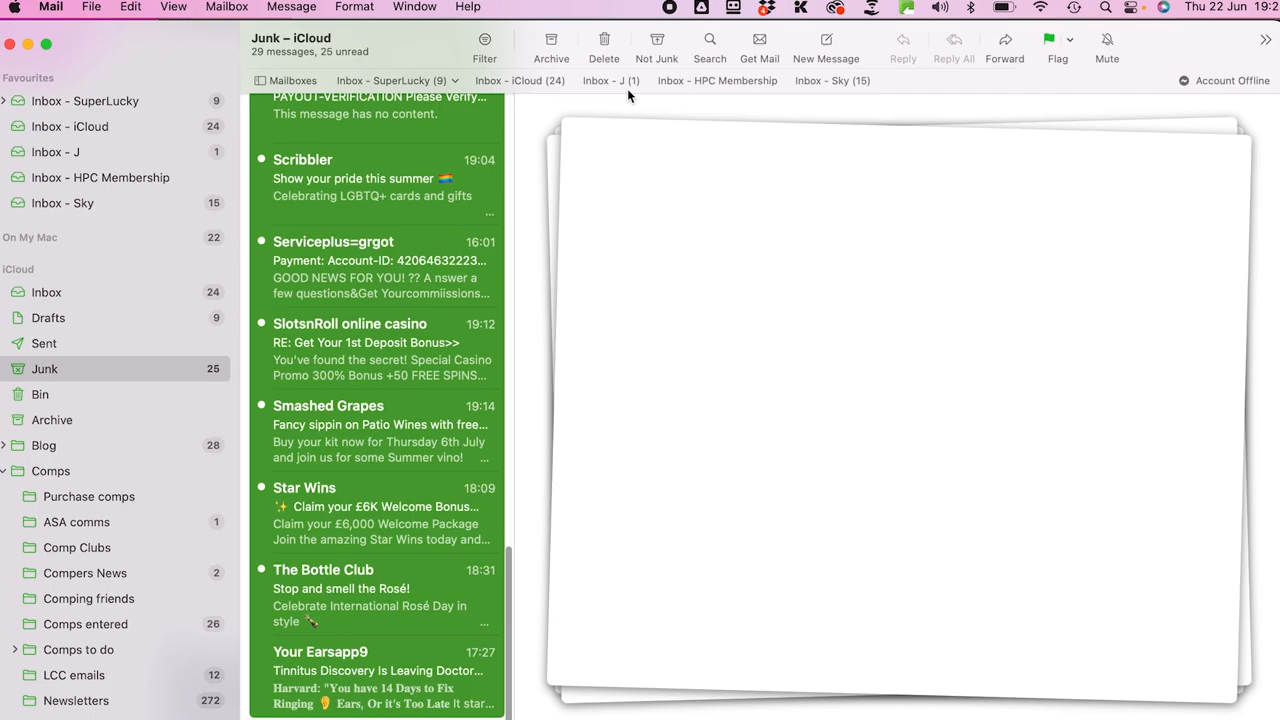 Mail File Edit View Mailbox Message Format Window Help Thu 22 Jun 19:2
Junk – iCloud
29 messages, 25 unread
Filter Archive Delete Not Junk Search Get Mail New Message Reply Reply All Forward Flag Mute
Mailboxes Inbox - SuperLucky (9) Inbox - iCloud (24) Inbox - J (1) Inbox - HPC Membership Inbox - Sky (15) Account Offline
Favourites
Inbox - SuperLucky 9
Inbox - iCloud 24
Inbox - J 1
Inbox - HPC Membership
Inbox - Sky 15
On My Mac 22
iCloud
Inbox 24
Drafts 9
Sent
Junk 25
Bin
Archive
Blog 28
Comps
Purchase comps
ASA comms 1
Comp Clubs
Compers News 2
Comping friends
Comps entered 26
Comps to do
LCC emails 12
Newsletters 272
PAYOUT-VERIFICATION Please Verify...
This message has no content.
Scribbler 19:04
Show your pride this summer 🏳️‍🌈
Celebrating LGBTQ+ cards and gifts
...
Serviceplus=grgot 16:01
Payment: Account-ID: 42064632223...
GOOD NEWS FOR YOU! ?? A nswer a
few questions&Get Yourcommiissions...
SlotsnRoll online casino 19:12
RE: Get Your 1st Deposit Bonus>>
You've found the secret! Special Casino
Promo 300% Bonus +50 FREE SPINS...
Smashed Grapes 19:14
Fancy sippin on Patio Wines with free...
Buy your kit now for Thursday 6th July
and join us for some Summer vino! ...
Star Wins 18:09
✨ Claim your £6K Welcome Bonus...
Claim your £6,000 Welcome Package
Join the amazing Star Wins today and...
The Bottle Club 18:31
Stop and smell the Rosé!
Celebrate International Rosé Day in
style 🍾 ...
Your Earsapp9 17:27
Tinnitus Discovery Is Leaving Doctor...
Harvard: "You have 14 Days to Fix
Ringing 👂 Ears, Or it's Too Late It star...